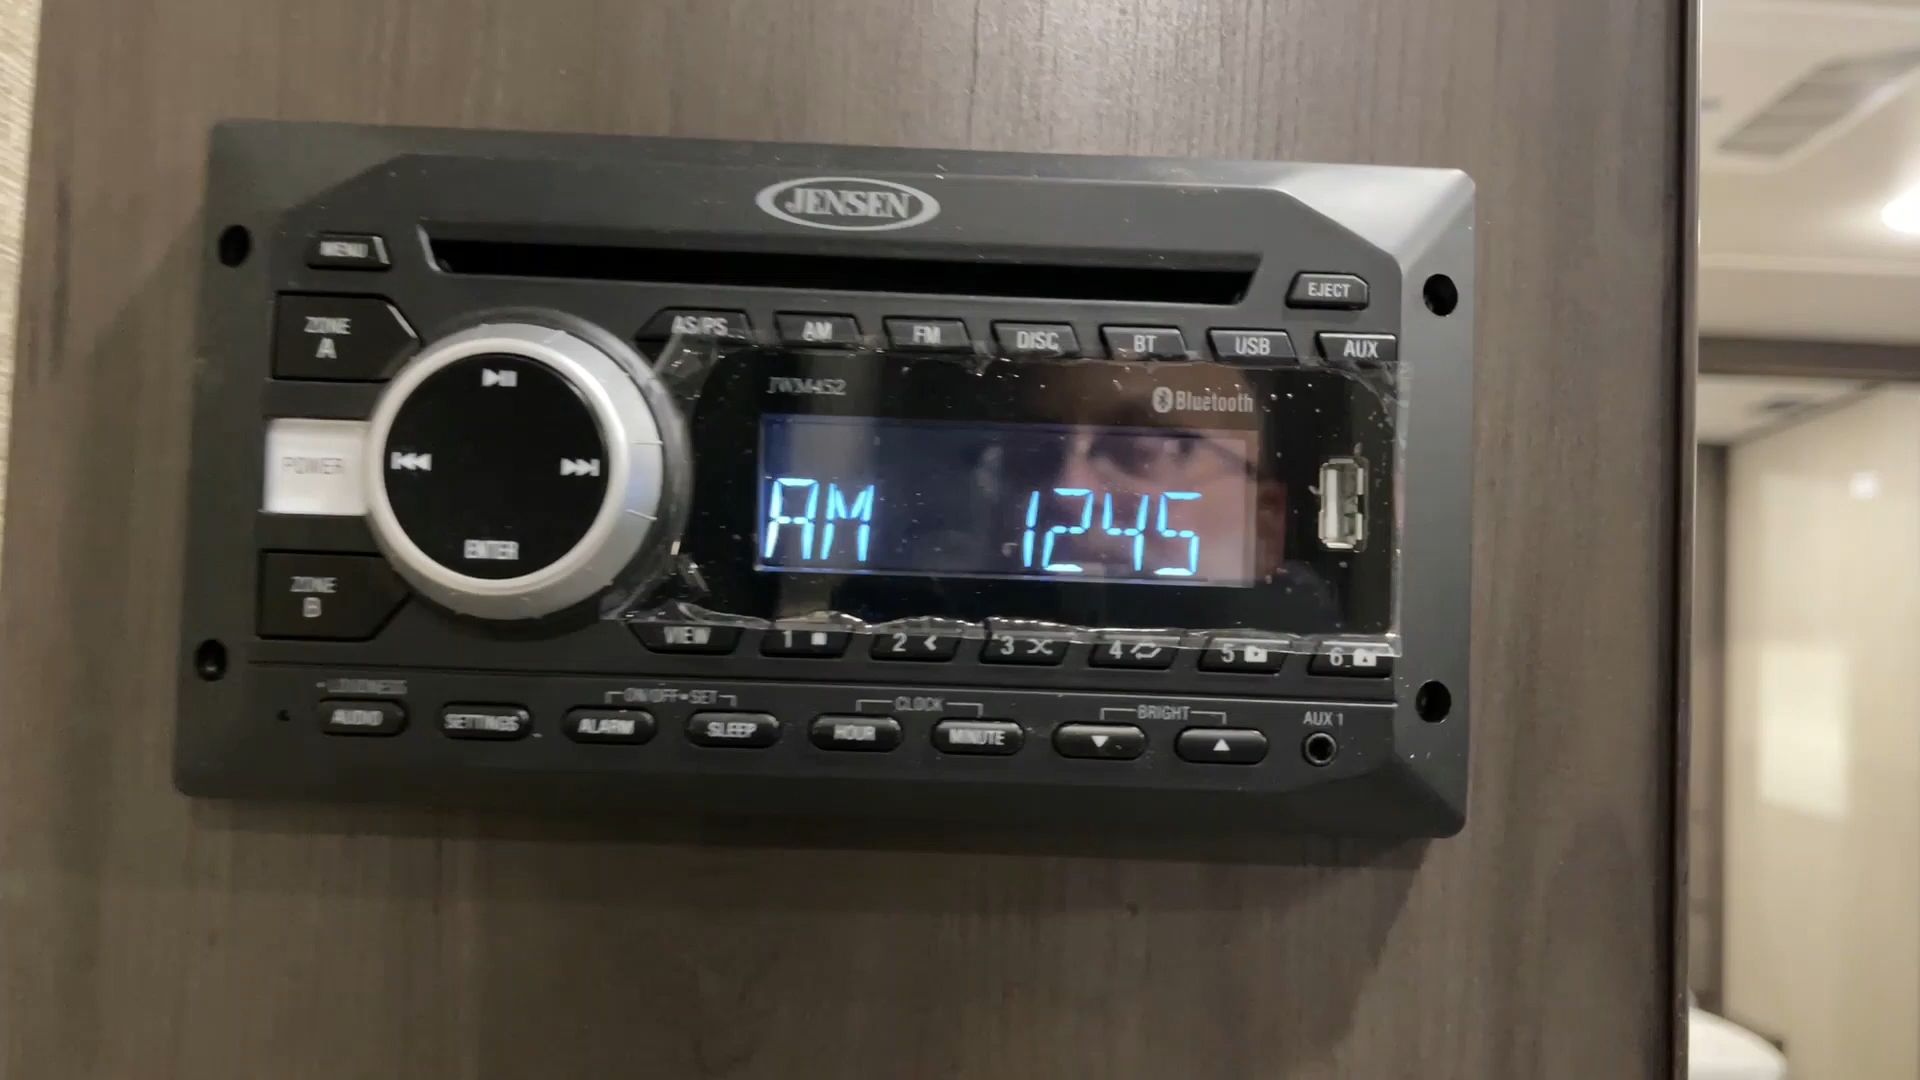 JENSEN
MENU
EJECT
ZONE
A
AS/PS AM FM DISC BT USB AUX
JWM452
Bluetooth
POWER
ENTER
AM 1245
ZONE
B
VIEW 1 2 3 4 5 6
• LOUDNESS
ON/OFF•SET
CLOCK
BRIGHT
AUX 1
AUDIO SETTINGS ALARM SLEEP HOUR MINUTE